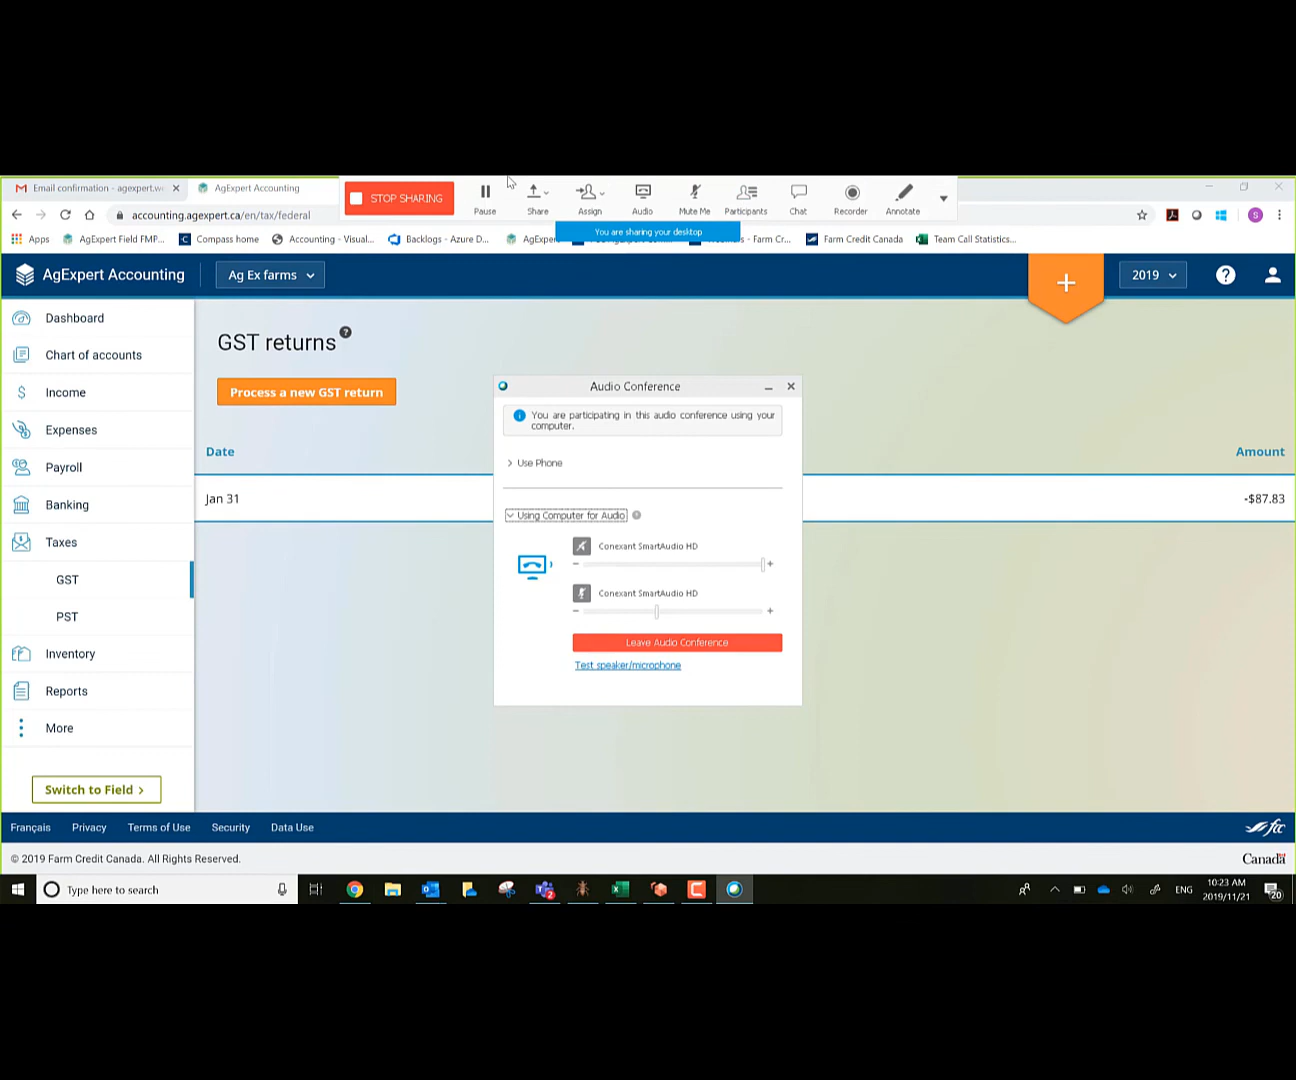 Email confirmation - agexpert.w
AgExpert Accounting
STOP SHARING
Pause
Share
Assign
Audio
Mute Me
Participants
Chat
Recorder
Annotate
accounting.agexpert.ca/en/tax/federal
You are sharing your desktop
Apps
AgExpert Field FMP...
Compass home
Accounting - Visual...
Backlogs - Azure D...
Farm Cr...
Farm Credit Canada
Team Call Statistics...
AgExpert Accounting
Ag Ex farms
+
2019
?
Dashboard
Chart of accounts
Income
Expenses
Payroll
Banking
Taxes
GST
PST
Inventory
Reports
More
Switch to Field >
GST returns ?
Process a new GST return
Date
Amount
Jan 31
-$87.83
Audio Conference
You are participating in this audio conference using your
computer.
Use Phone
Using Computer for Audio
Conexant SmartAudio HD
- +
Conexant SmartAudio HD
- +
Leave Audio Conference
Test speaker/microphone
Français
Privacy
Terms of Use
Security
Data Use
fcc
© 2019 Farm Credit Canada. All Rights Reserved.
Canada
Type here to search
ENG
10:23 AM
2019/11/21
20